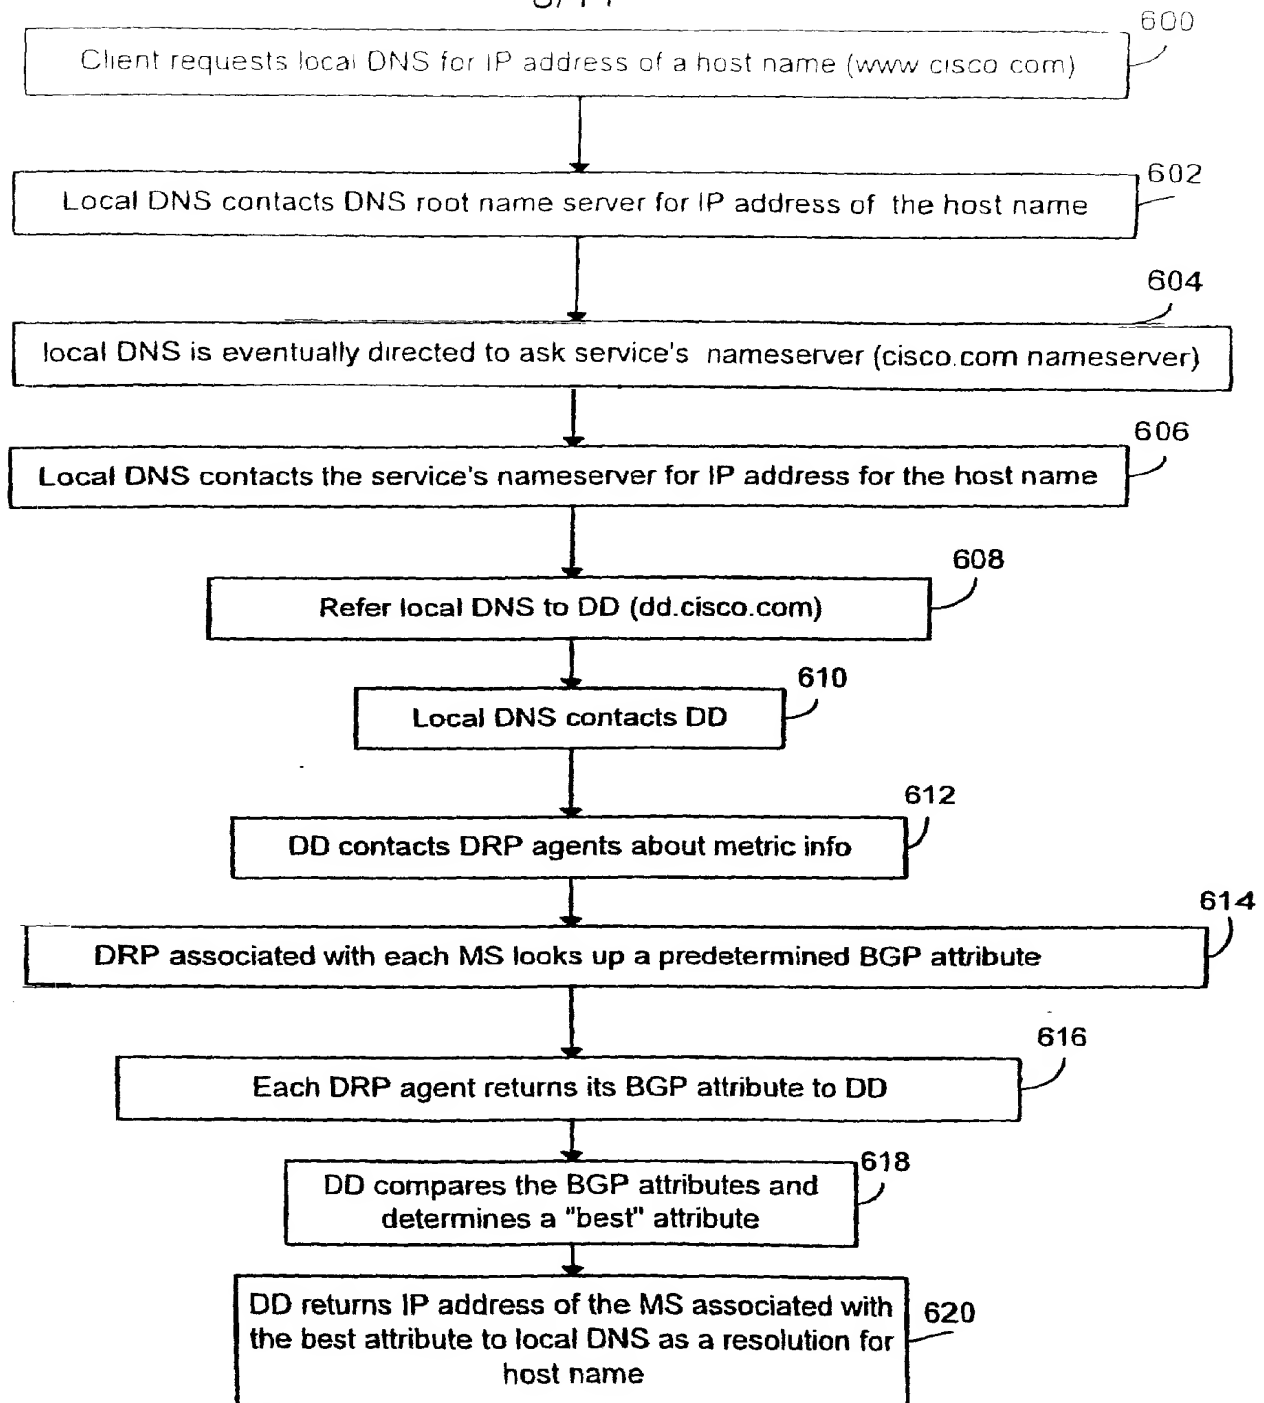 600
Client requests local DNS for IP address of a host name (www cisco com)
602
Local DNS contacts DNS root name server for IP address of the host name
604
local DNS is eventually directed to ask service's nameserver (cisco.com nameserver)
606
Local DNS contacts the service's nameserver for IP address for the host name
608
Refer local DNS to DD (dd.cisco.com)
610
Local DNS contacts DD
612
DD contacts DRP agents about metric info
614
DRP associated with each MS looks up a predetermined BGP attribute
616
Each DRP agent returns its BGP attribute to DD
618
DD compares the BGP attributes and
determines a "best" attribute
DD returns IP address of the MS associated with
620
the best attribute to local DNS as a resolution for
host name